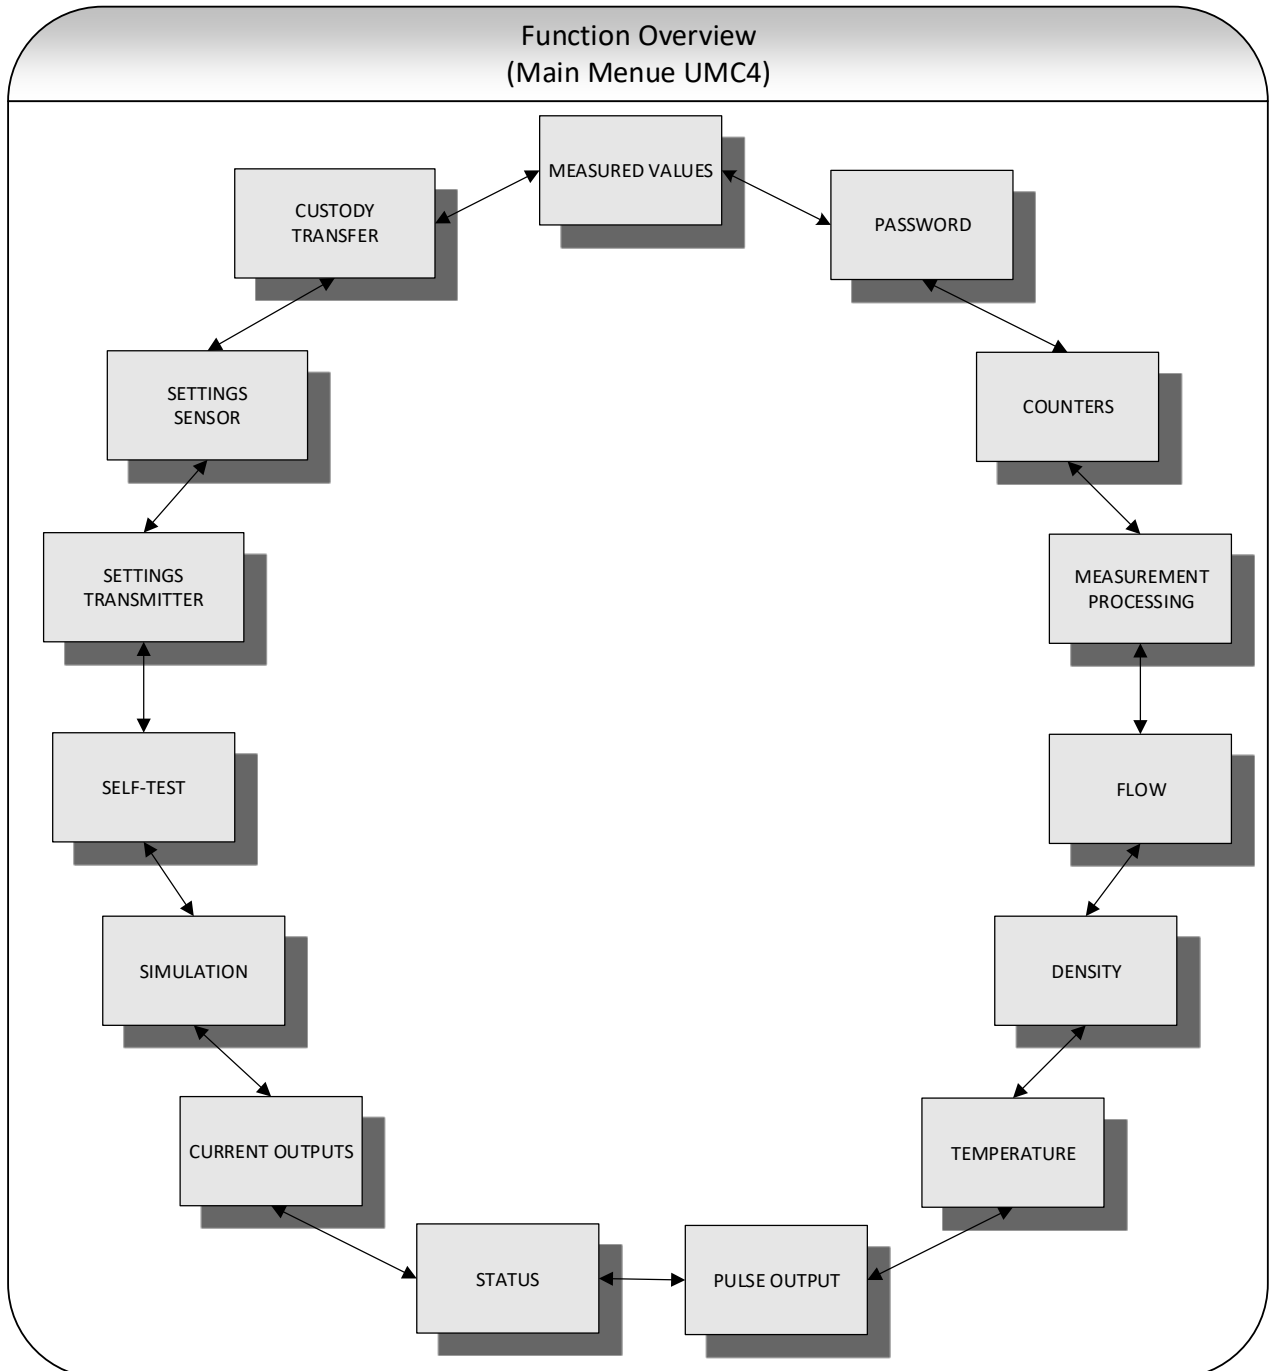 Function Overview
(Main Menue UMC4)
MEASURED VALUES
CUSTODY
TRANSFER
PASSWORD
SETTINGS
SENSOR
COUNTERS
SETTINGS
TRANSMITTER
MEASUREMENT
PROCESSING
SELF-TEST
FLOW
SIMULATION
DENSITY
CURRENT OUTPUTS
TEMPERATURE
STATUS
PULSE OUTPUT